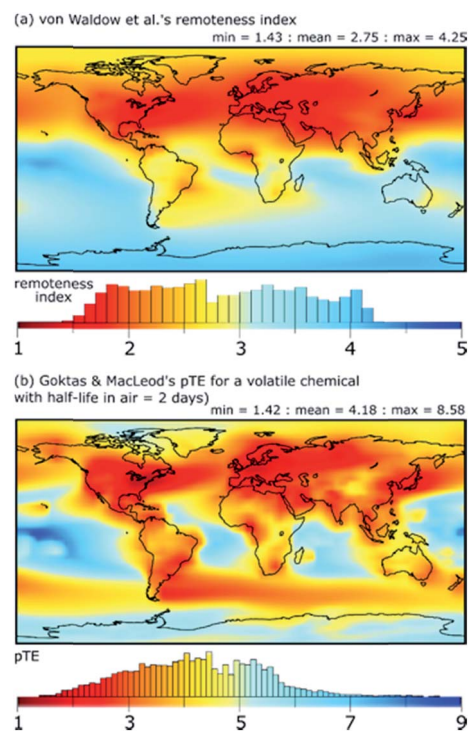 (a) von Waldow et al.'s remoteness index
min = 1.43 : mean = 2.75 : max = 4.25
remoteness
index
1 2 3 4 5
(b) Goktas & MacLeod's pTE for a volatile chemical
with half-life in air = 2 days)
min = 1.42 : mean = 4.18 : max = 8.58
pTE
1 3 5 7 9